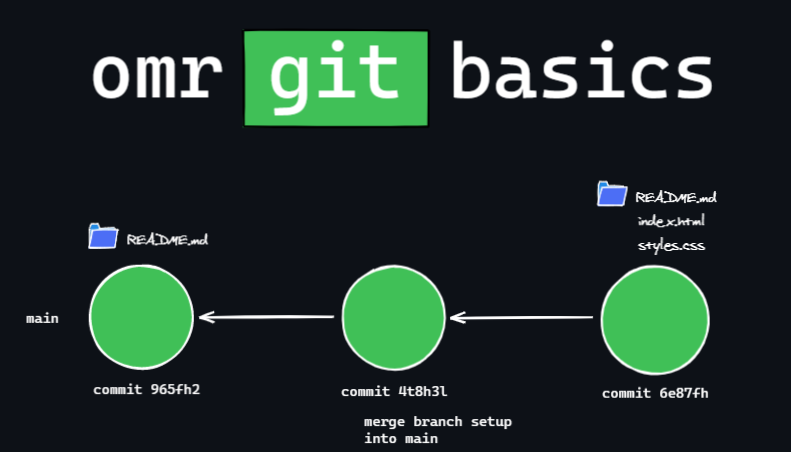 omr git basics
README.md
index.html
styles.css
README.md
main
commit 965fh2
commit 4t8h3l
commit 6e87fh
merge branch setup
into main